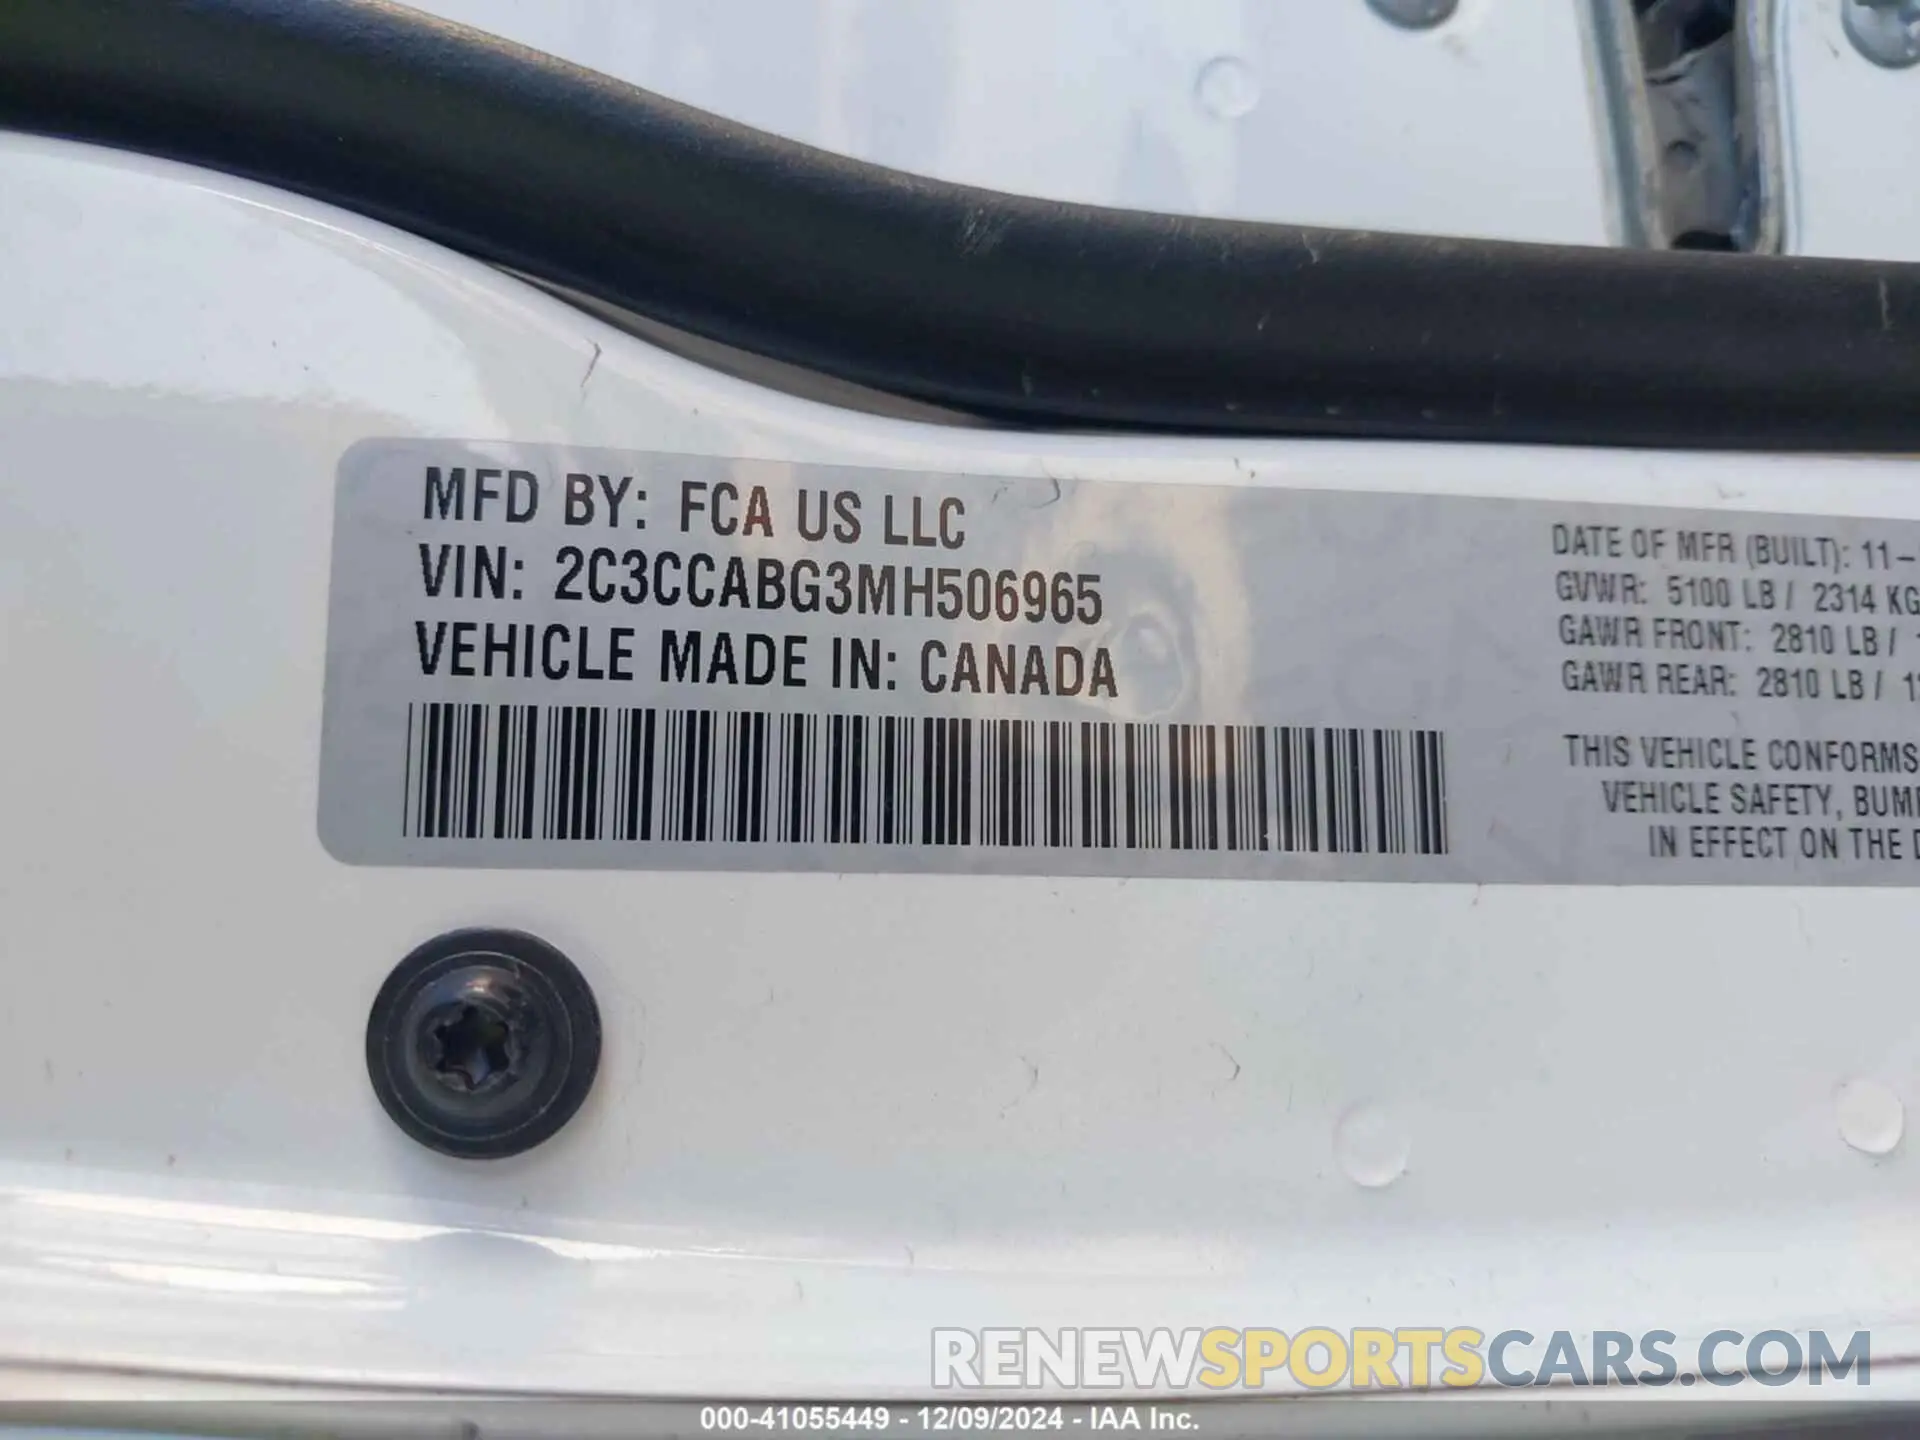 MFD BY: FCA US LLC
VIN: 2C3CCABG3MH506965
VEHICLE MADE IN: CANADA
DATE OF MFR (BUILT): 11-
GVWR: 5100 LB / 2314 KG
GAWR FRONT: 2810 LB / 1
GAWR REAR: 2810 LB / 1
THIS VEHICLE CONFORMS
VEHICLE SAFETY, BUM
IN EFFECT ON THE D
RENEWSPORTSCARS.COM
000-41055449 - 12/09/2024 - IAA Inc.